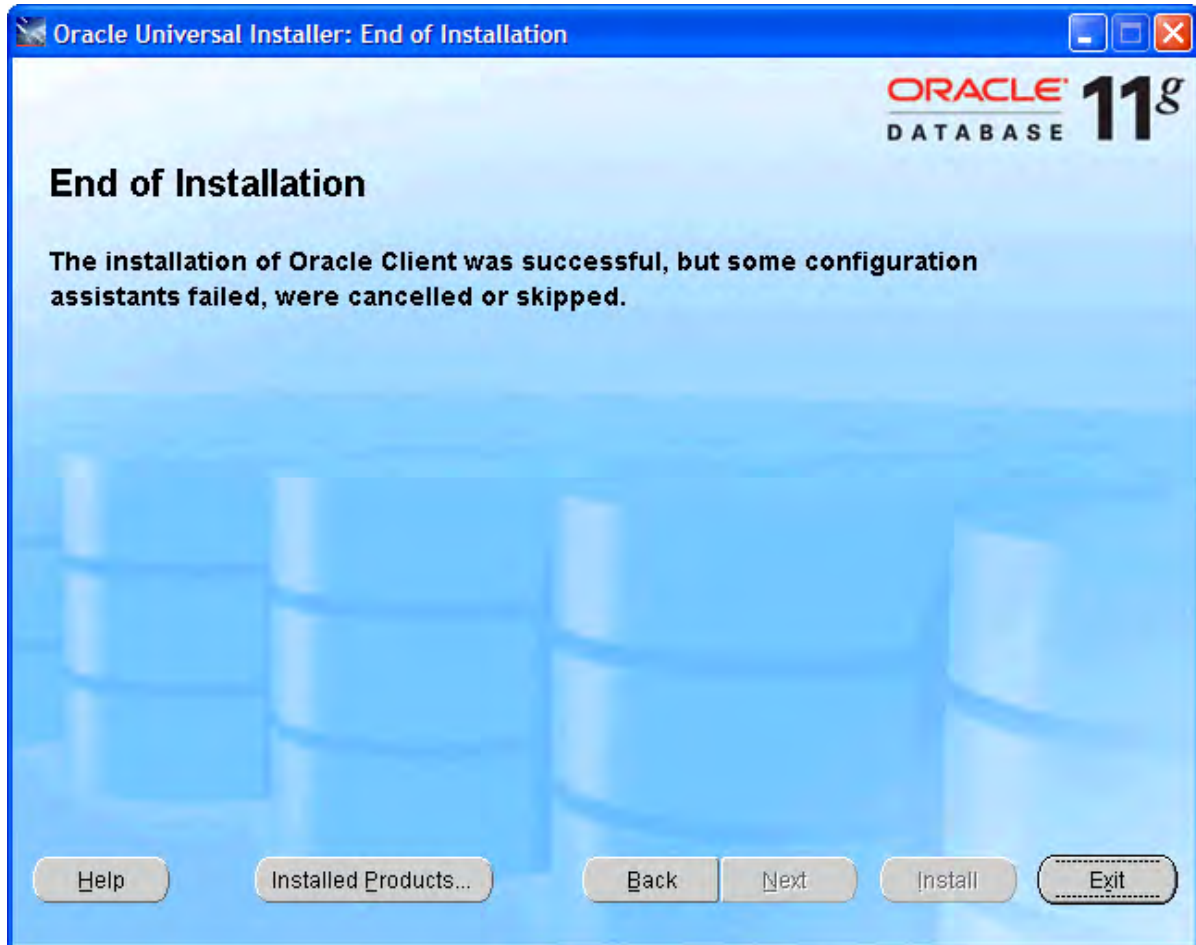 Oracle Universal Installer: End of Installation
ORACLE 11g
DATABASE
End of Installation
The installation of Oracle Client was successful, but some configuration
assistants failed, were cancelled or skipped.
Help Installed Products... Back Next Install Exit